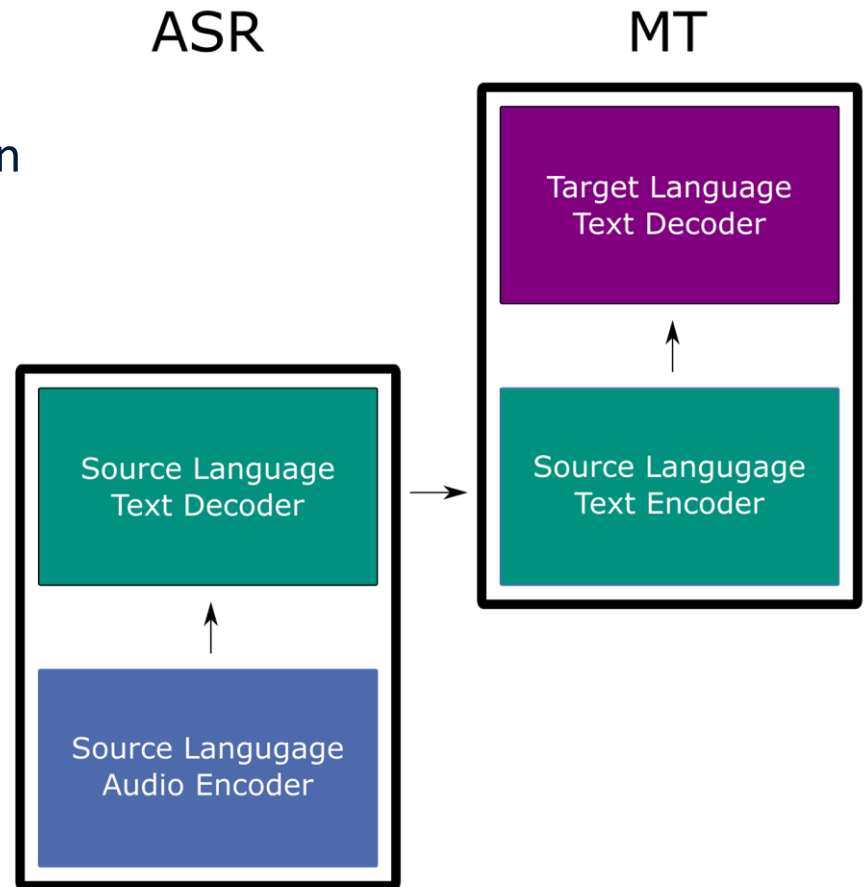 ASR
MT
n
Target Language
Text Decoder
Source Language
Text Decoder
Source Langugage
Text Encoder
Source Langugage
Audio Encoder